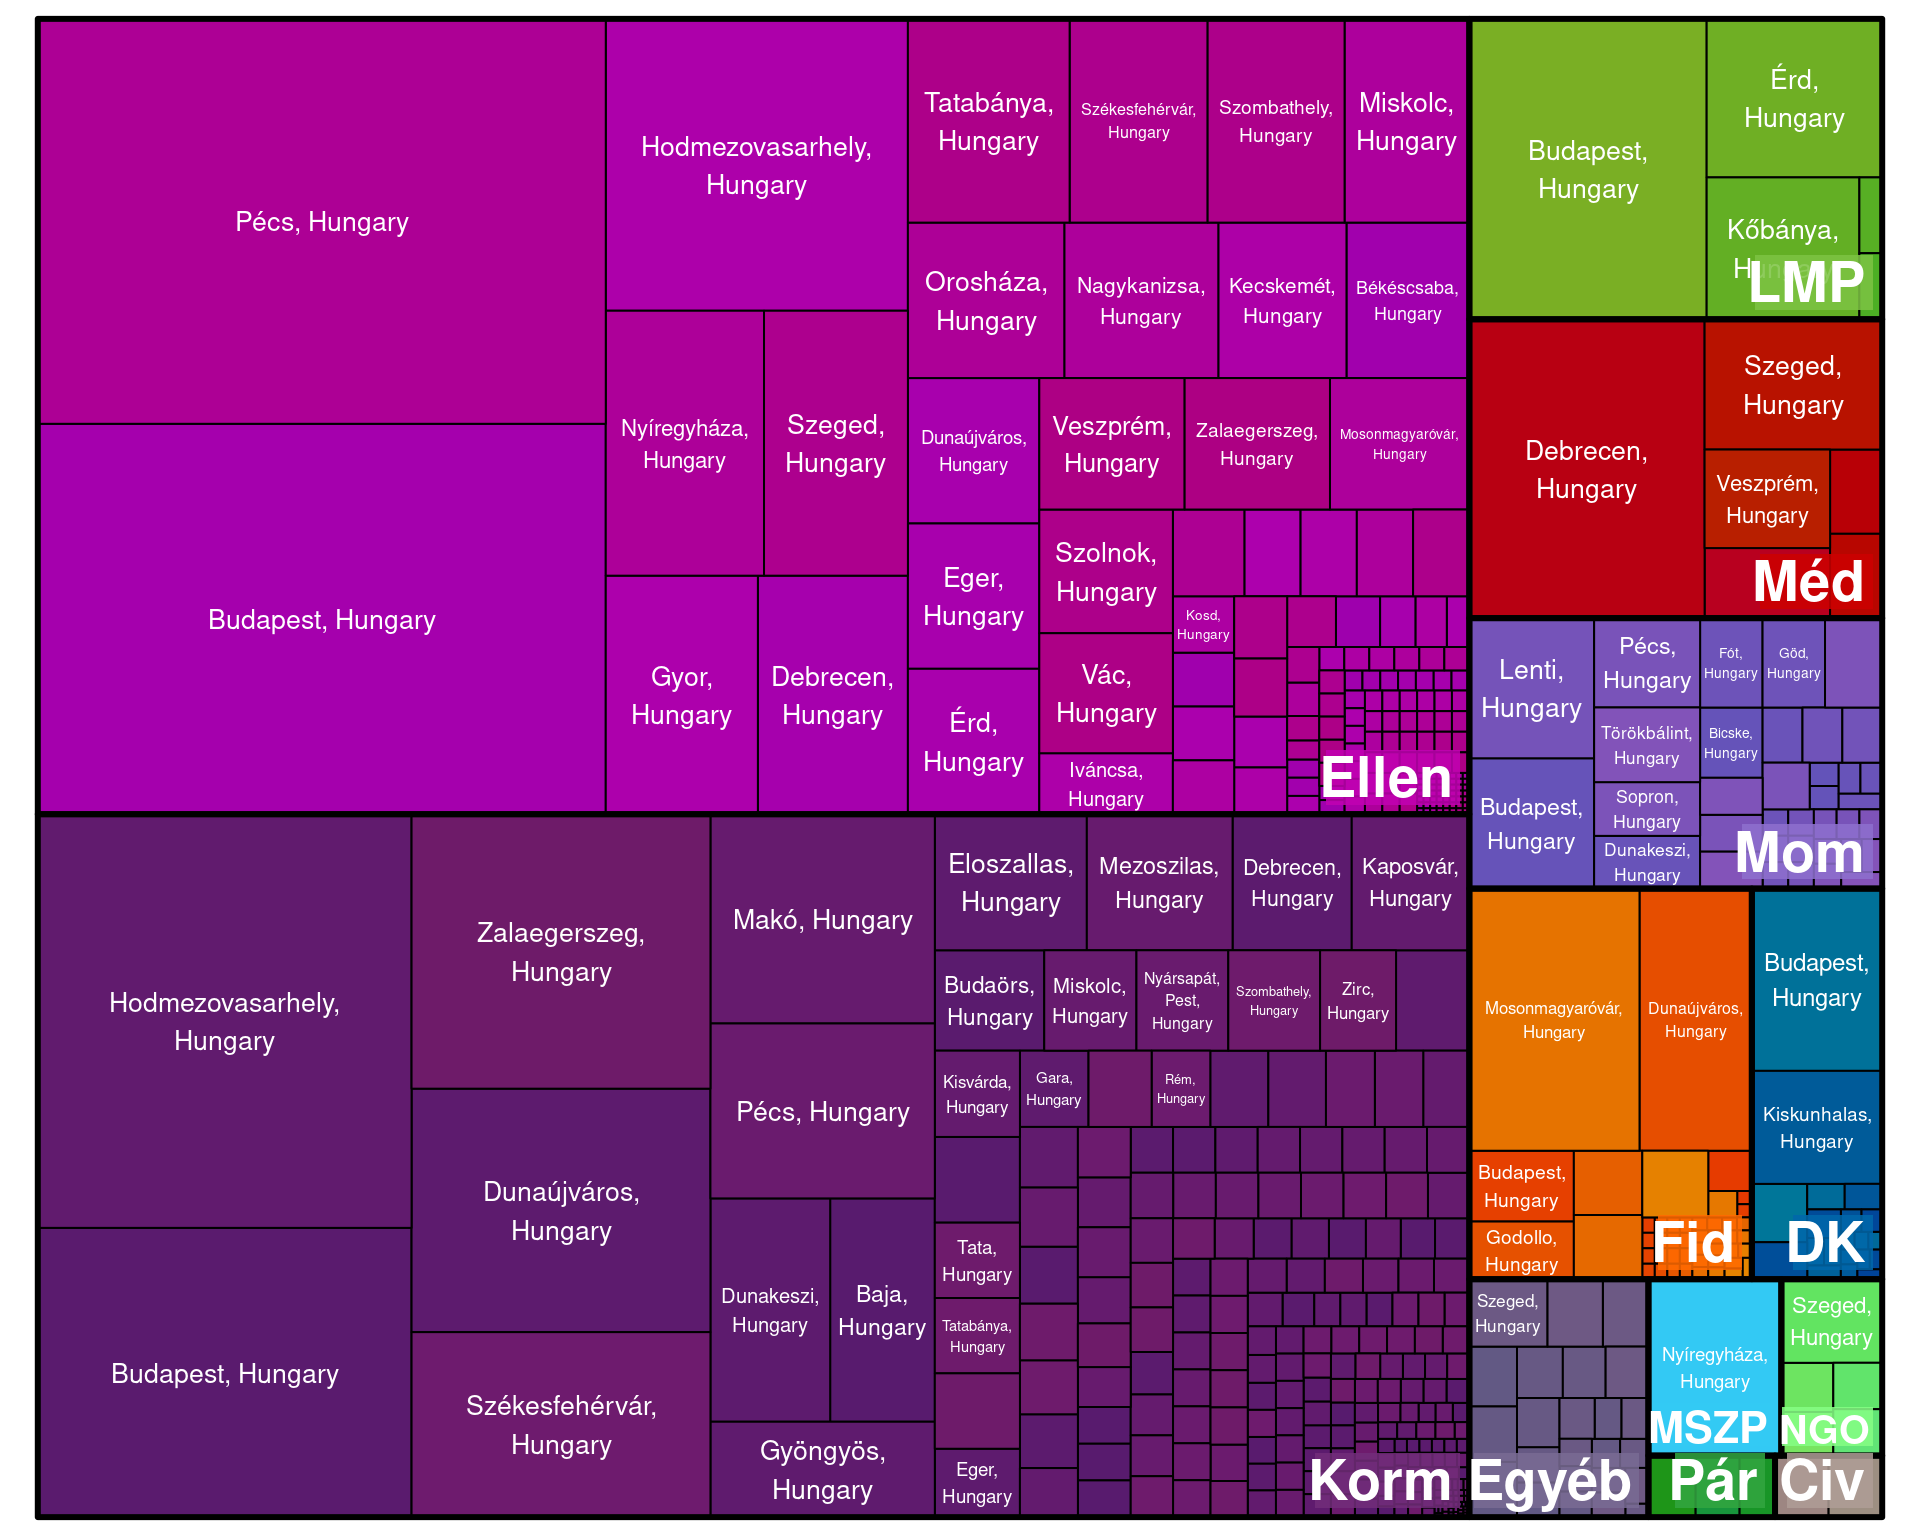 Pécs, Hungary
Budapest, Hungary
Hodmezovasarhely,
Hungary
Nyíregyháza,
Hungary
Szeged,
Hungary
Gyor,
Hungary
Debrecen,
Hungary
Tatabánya,
Hungary
Székesfehérvár,
Hungary
Szombathely,
Hungary
Miskolc,
Hungary
Orosháza,
Hungary
Nagykanizsa,
Hungary
Kecskemét,
Hungary
Békéscsaba,
Hungary
Dunaújváros,
Hungary
Eger,
Hungary
Érd,
Hungary
Veszprém,
Hungary
Zalaegerszeg,
Hungary
Mosonmagyaróvár,
Hungary
Szolnok,
Hungary
Vác,
Hungary
Iváncsa,
Hungary
Kosd,
Hungary
Ellen
Hodmezovasarhely,
Hungary
Budapest, Hungary
Zalaegerszeg,
Hungary
Dunaújváros,
Hungary
Székesfehérvár,
Hungary
Makó, Hungary
Pécs, Hungary
Dunakeszi,
Hungary
Baja,
Hungary
Gyöngyös,
Hungary
Eloszallas,
Hungary
Mezoszilas,
Hungary
Debrecen,
Hungary
Kaposvár,
Hungary
Budaörs,
Hungary
Miskolc,
Hungary
Nyársapát,
Pest,
Hungary
Szombathely,
Hungary
Zirc,
Hungary
Kisvárda,
Hungary
Gara,
Hungary
Rém,
Hungary
Tata,
Hungary
Tatabánya,
Hungary
Eger,
Hungary
Korm
Budapest,
Hungary
Érd,
Hungary
Kőbánya,
Hungary
LMP
Debrecen,
Hungary
Szeged,
Hungary
Veszprém,
Hungary
Méd
Lenti,
Hungary
Budapest,
Hungary
Pécs,
Hungary
Törökbálint,
Hungary
Sopron,
Hungary
Dunakeszi,
Hungary
Fót,
Hungary
Göd,
Hungary
Bicske,
Hungary
Mom
Mosonmagyaróvár,
Hungary
Dunaújváros,
Hungary
Budapest,
Hungary
Godollo,
Hungary
Fid
Budapest,
Hungary
Kiskunhalas,
Hungary
DK
Szeged,
Hungary
Egyéb
Nyíregyháza,
Hungary
MSZP
Szeged,
Hungary
NGO
Pár
Civ